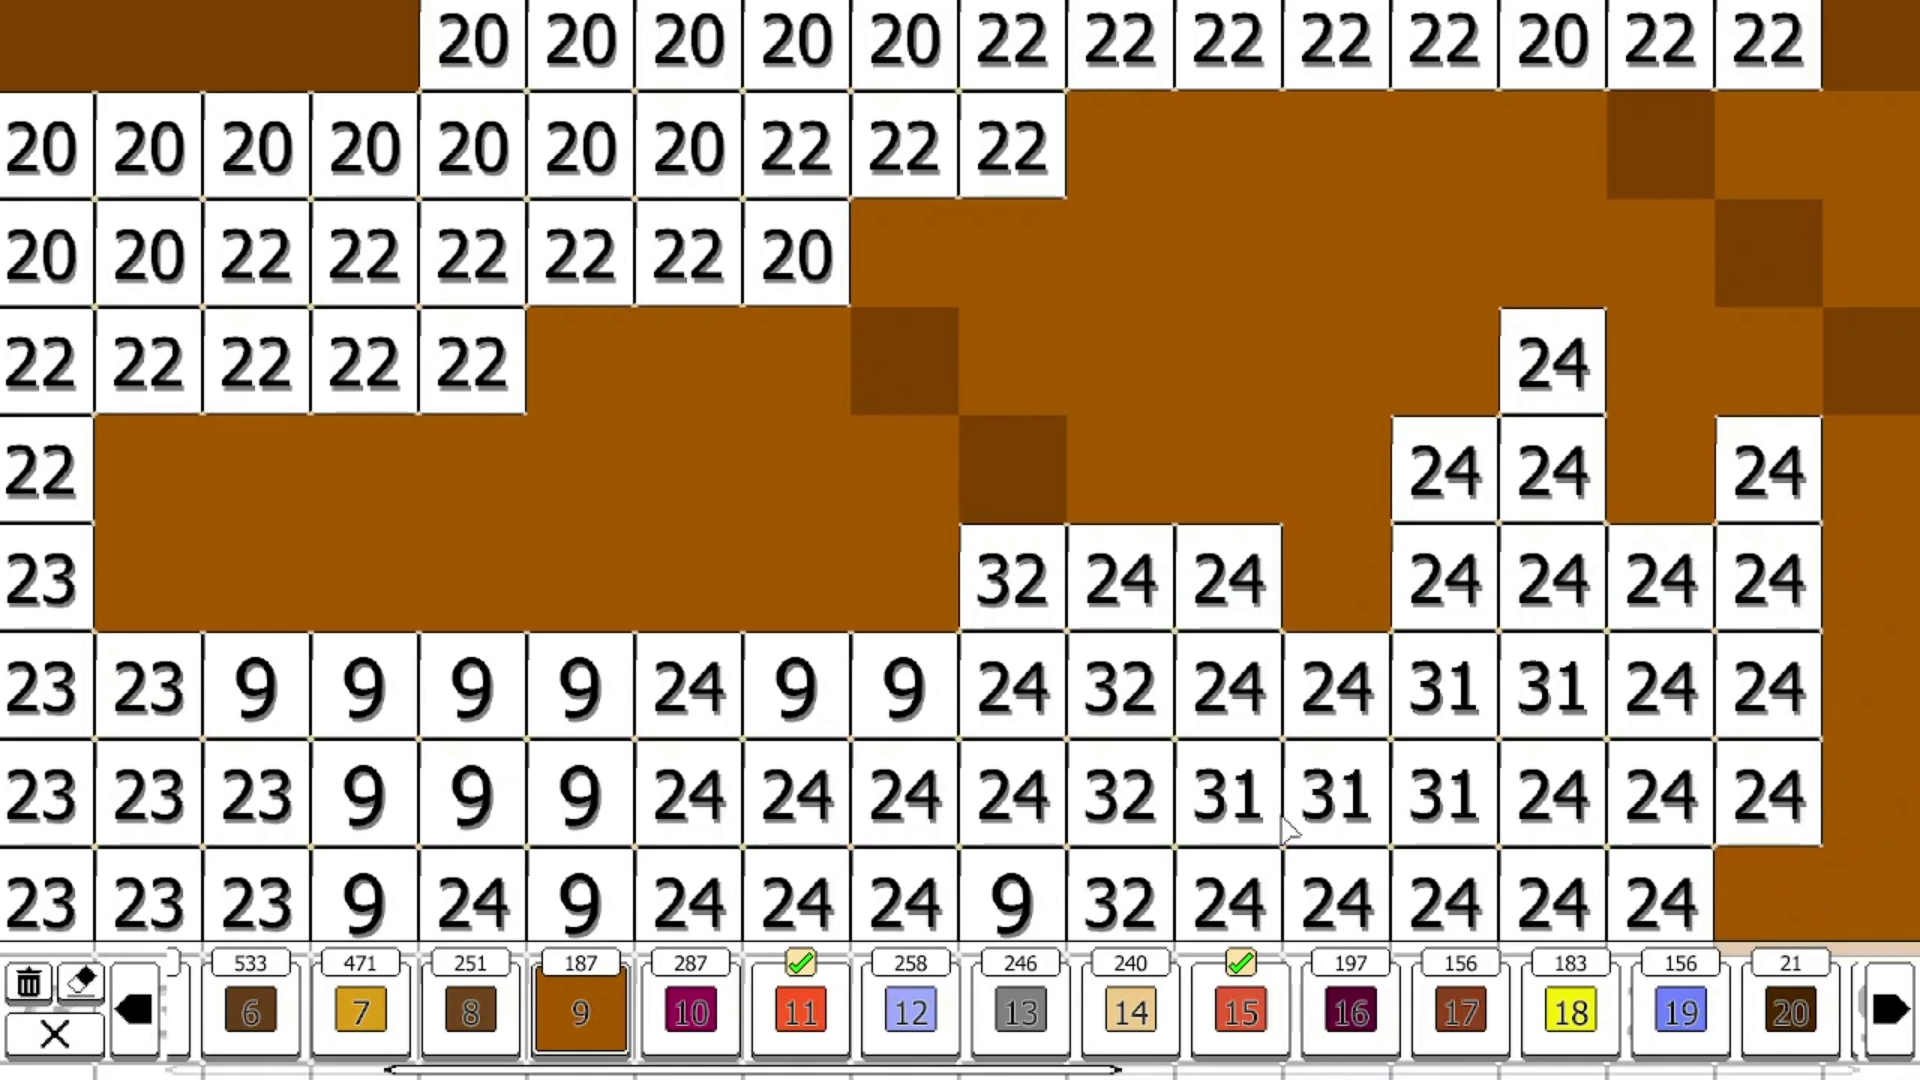 20 20 20 20 20 22 22 22 22 22 20 22 22
20 20 20 20 20 20 20 22 22 22
20 20 22 22 22 22 22 20
22 22 22 22 22 24
22 24 24 24
23 32 24 24 24 24 24 24
23 23 9 9 9 9 24 9 9 24 32 24 24 31 31 24 24
23 23 23 9 9 9 24 24 24 24 32 31 31 31 24 24 24
23 23 23 9 24 9 24 24 24 9 32 24 24 24 24 24
533 471 251 187 287 258 246 240 197 156 183 156 21
6 7 8 9 10 11 12 13 14 15 16 17 18 19 20